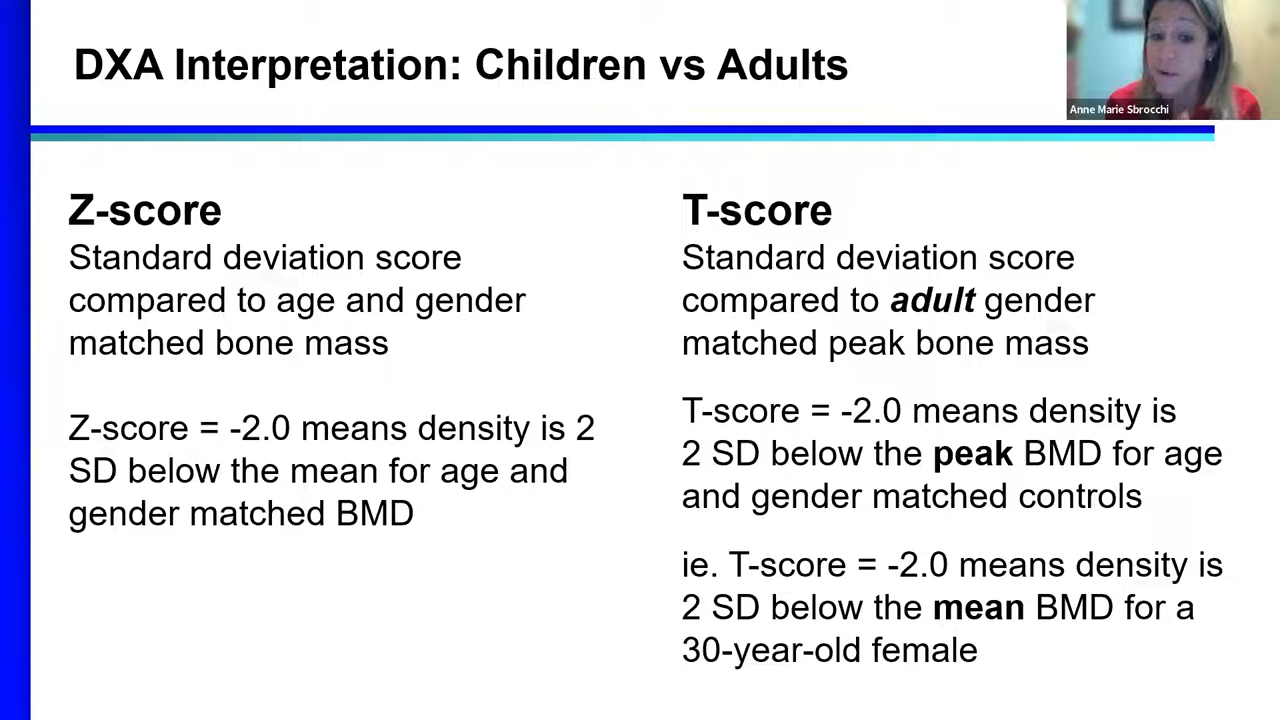 DXA Interpretation: Children vs Adults
Anne Marie Sbrocchi
Z-score
Standard deviation score
compared to age and gender
matched bone mass
Z-score = -2.0 means density is 2
SD below the mean for age and
gender matched BMD
T-score
Standard deviation score
compared to adult gender
matched peak bone mass
T-score = -2.0 means density is
2 SD below the peak BMD for age
and gender matched controls
ie. T-score = -2.0 means density is
2 SD below the mean BMD for a
30-year-old female